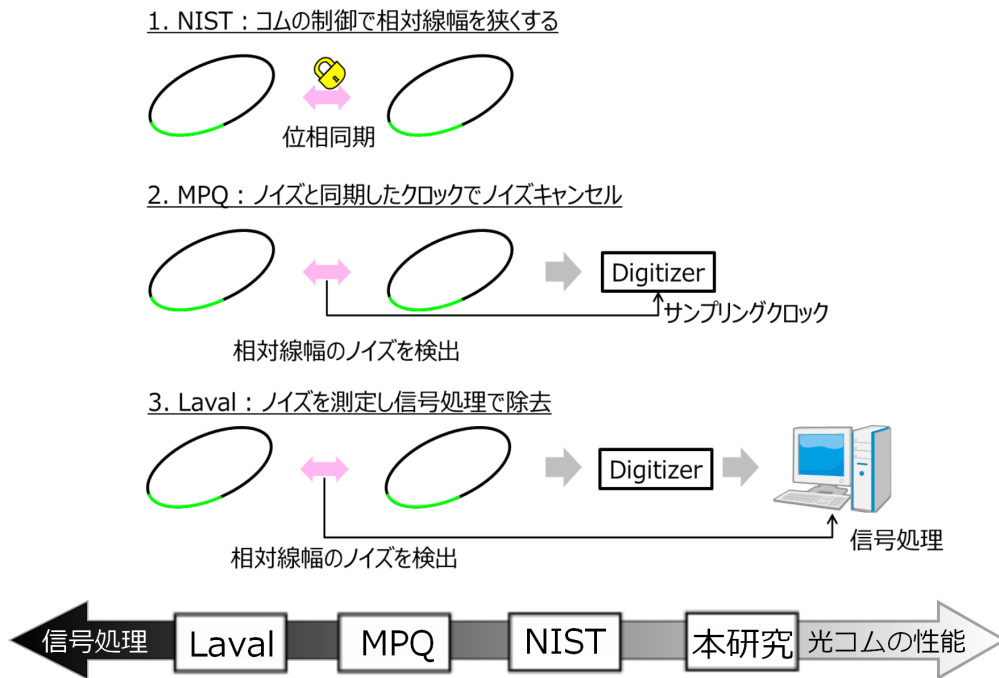 1. NIST：コムの制御で相対線幅を狭くする
位相同期
2. MPQ：ノイズと同期したクロックでノイズキャンセル
Digitizer
サンプリングクロック
相対線幅のノイズを検出
3. Laval：ノイズを測定し信号処理で除去
Digitizer
信号処理
相対線幅のノイズを検出
信号処理 Laval MPQ NIST 本研究 光コムの性能